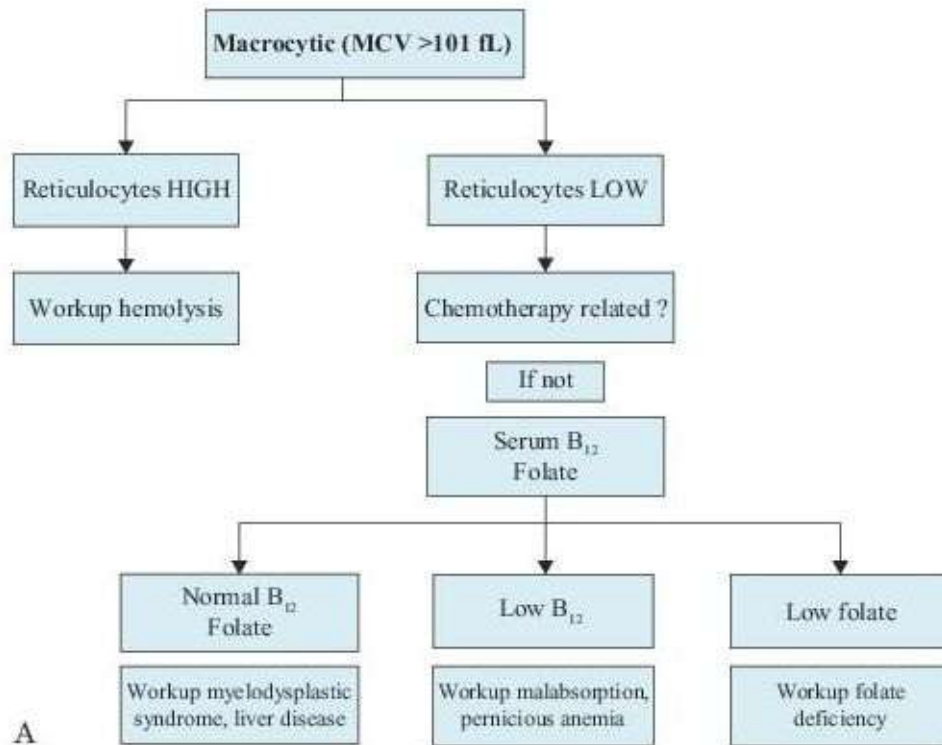 Macrocytic (MCV >101 fL)
Reticulocytes HIGH
Reticulocytes LOW
Workup hemolysis
Chemotherapy related ?
If not
Serum B₁₂
Folate
Normal B₁₂
Folate
Low B₁₂
Low folate
Workup myelodysplastic
syndrome, liver disease
Workup malabsorption,
pernicious anemia
Workup folate
deficiency
A